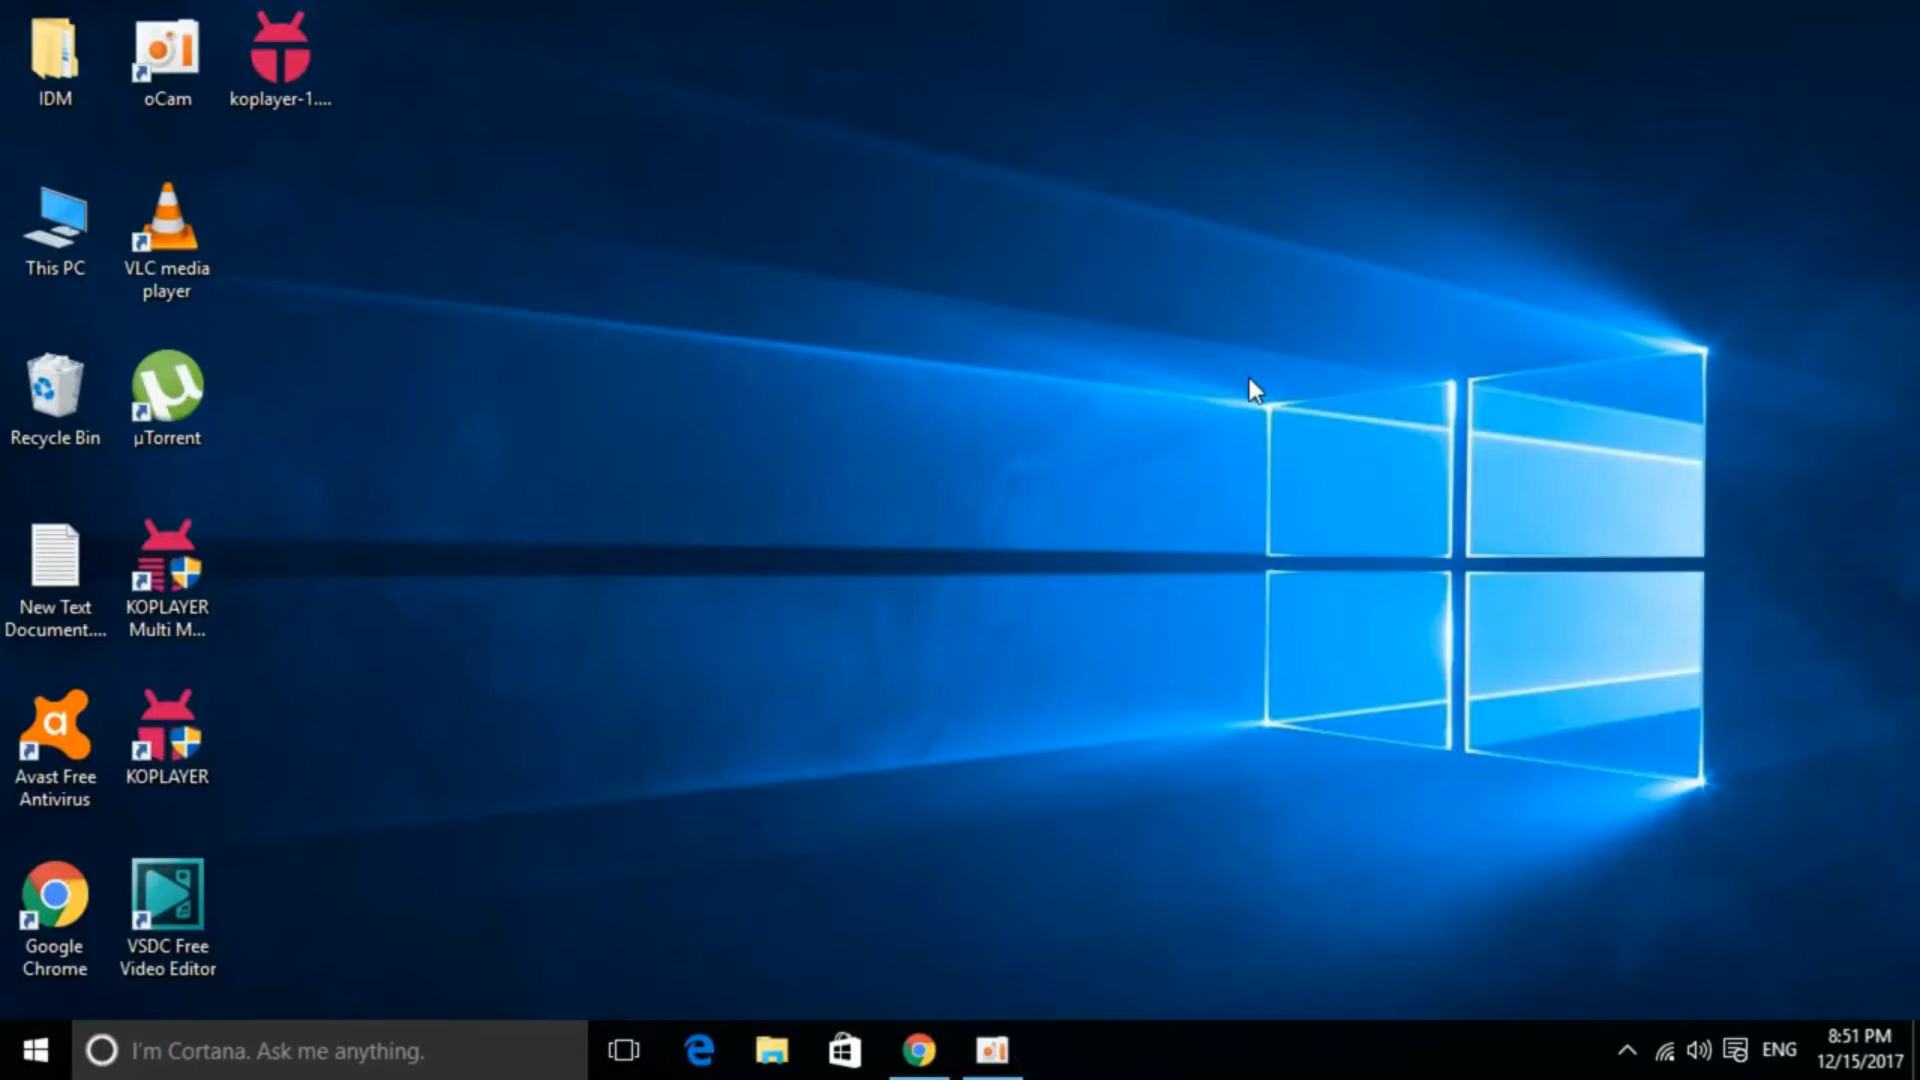 IDM
oCam
koplayer-1....
This PC
VLC media
player
Recycle Bin
µTorrent
New Text
Document....
KOPLAYER
Multi M...
Avast Free
Antivirus
KOPLAYER
Google
Chrome
VSDC Free
Video Editor
I'm Cortana. Ask me anything.
ENG
8:51 PM
12/15/2017